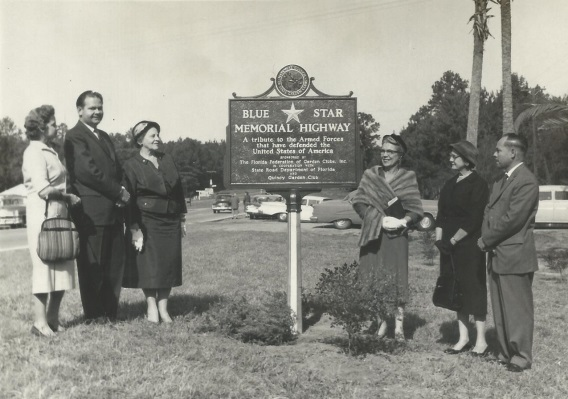 BLUE STAR
MEMORIAL HIGHWAY
A tribute to the Armed Forces
that have defended the
United States of America
SPONSORED BY
The Florida Federation of Garden Clubs, Inc.
in cooperation with
State Road Department of Florida
Quincy Garden Club